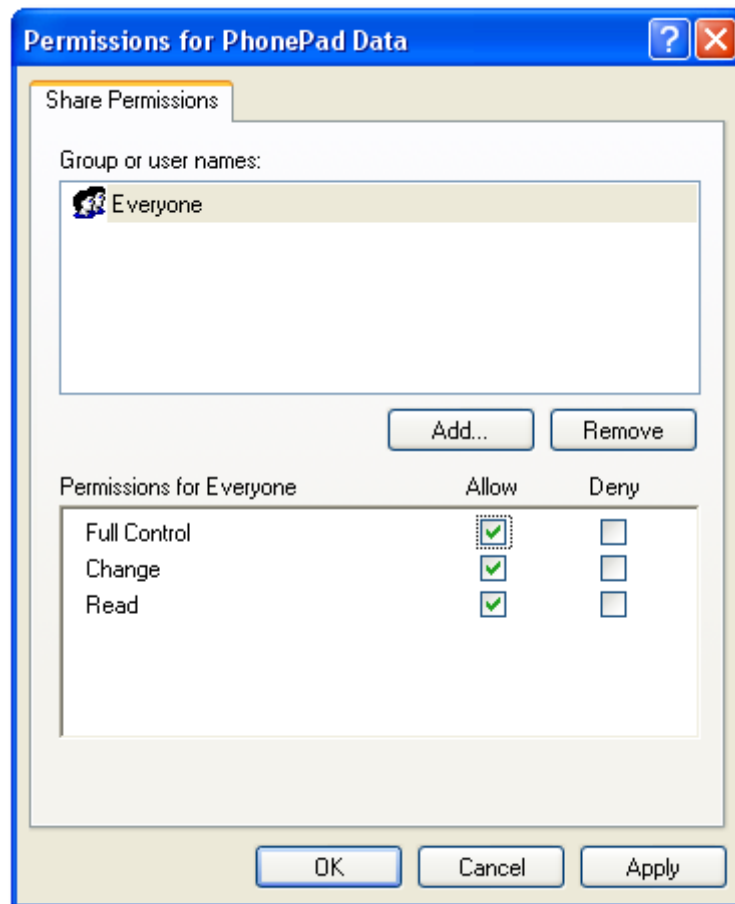 Permissions for PhonePad Data
Share Permissions
Group or user names:
Everyone
Add... Remove
Permissions for Everyone Allow Deny
Full Control
Change
Read
OK Cancel Apply